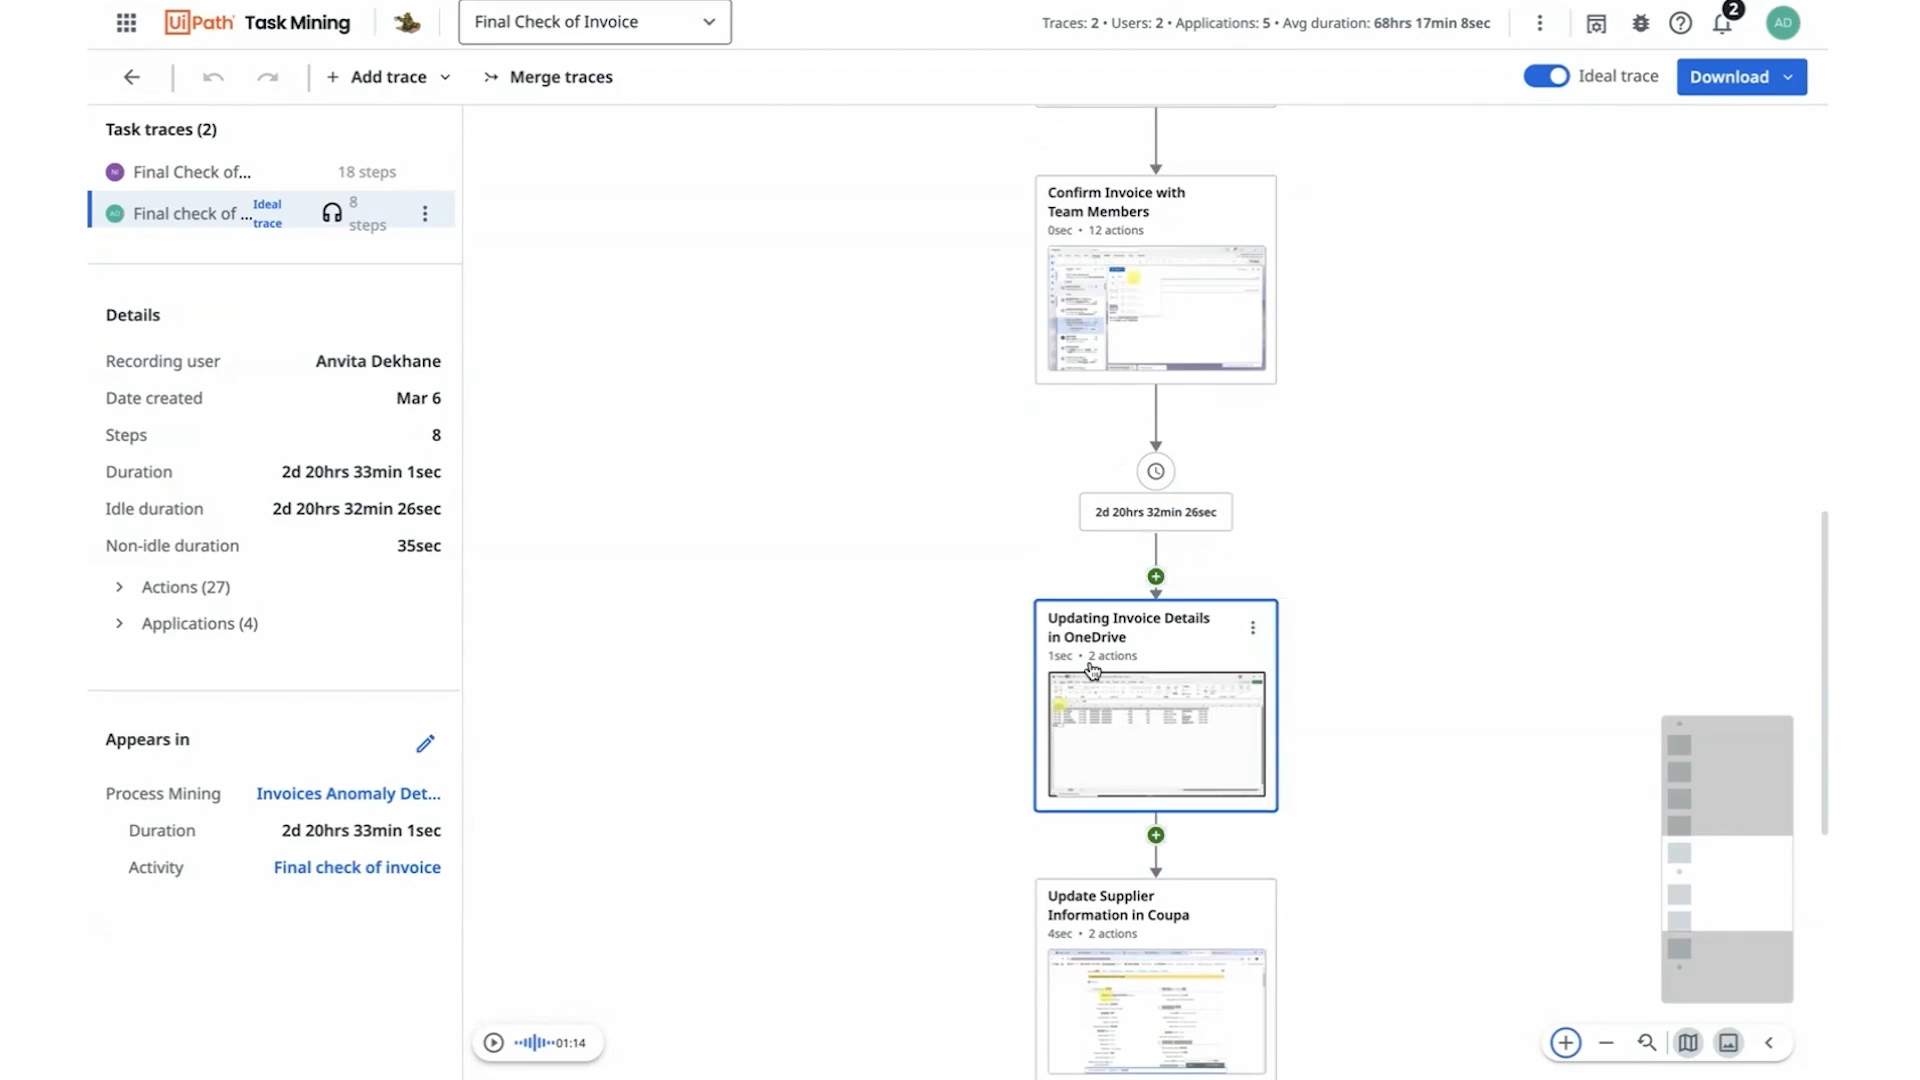 UiPath Task Mining
Final Check of Invoice
Traces: 2 • Users: 2 • Applications: 5 • Avg duration: 68hrs 17min 8sec
2
AD
Add trace
Merge traces
Ideal trace
Download
Task traces (2)
NI Final Check of... 18 steps
AD Final check of ... Ideal trace 8 steps
Details
Recording user Anvita Dekhane
Date created Mar 6
Steps 8
Duration 2d 20hrs 33min 1sec
Idle duration 2d 20hrs 32min 26sec
Non-idle duration 35sec
Actions (27)
Applications (4)
Appears in
Process Mining Invoices Anomaly Det...
Duration 2d 20hrs 33min 1sec
Activity Final check of invoice
Confirm Invoice with
Team Members
0sec • 12 actions
2d 20hrs 32min 26sec
Updating Invoice Details
in OneDrive
1sec • 2 actions
Update Supplier
Information in Coupa
4sec • 2 actions
01:14